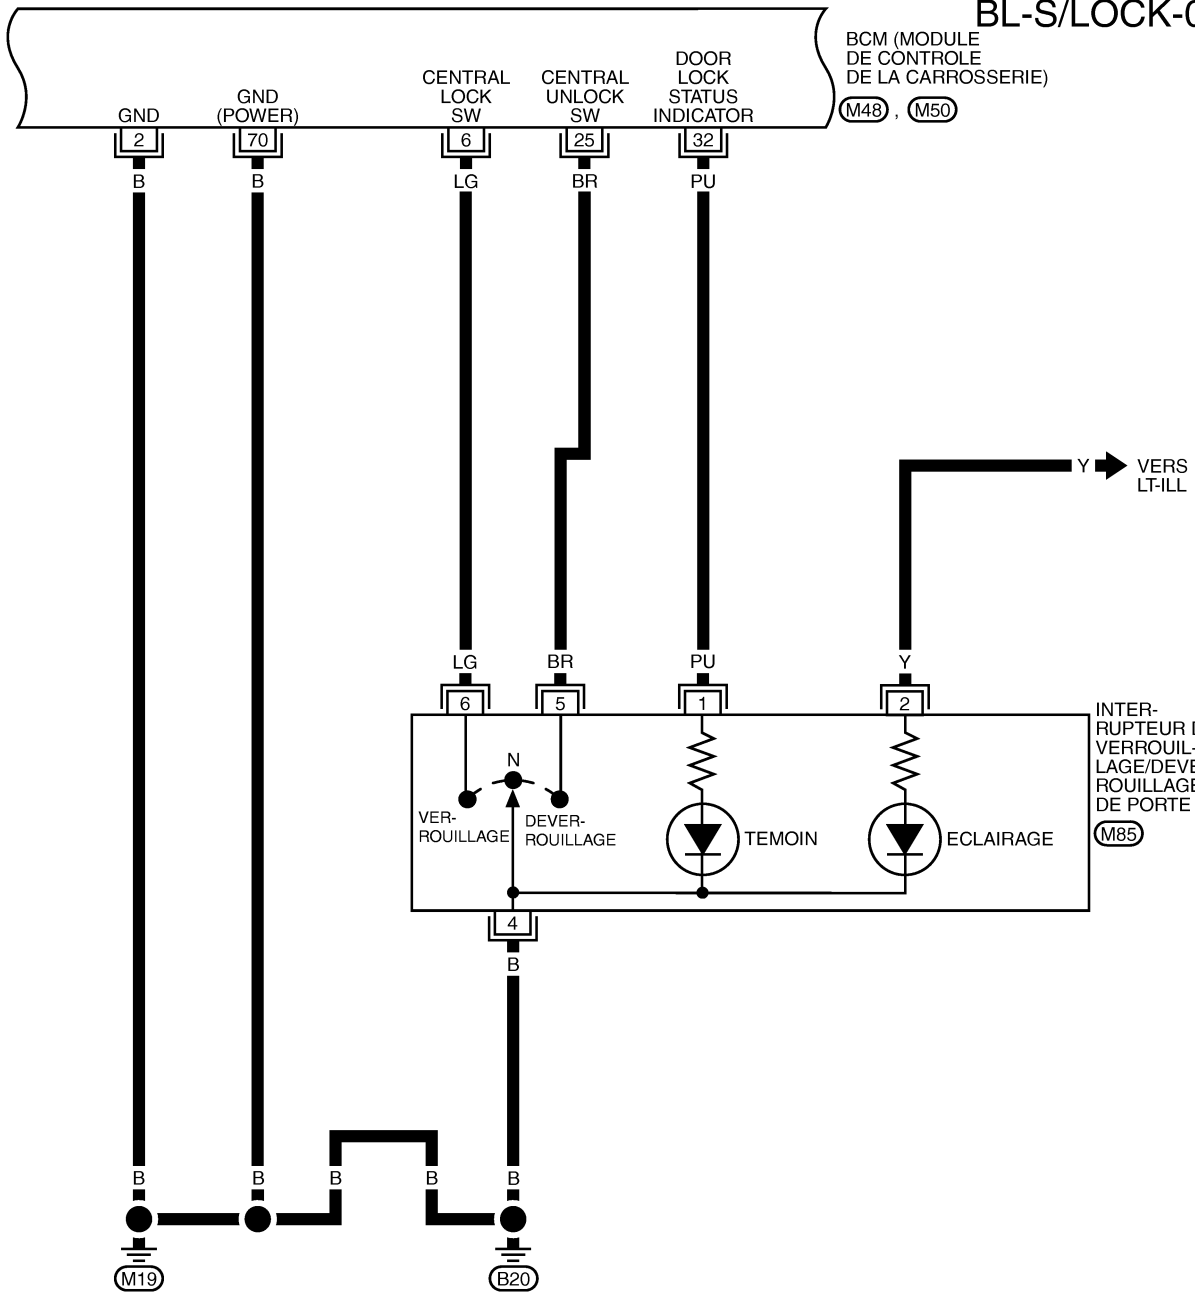 BL-S/LOCK-0
BCM (MODULE
DE CONTROLE
DE LA CARROSSERIE)
M48 , M50
GND
GND
(POWER)
CENTRAL
LOCK
SW
CENTRAL
UNLOCK
SW
DOOR
LOCK
STATUS
INDICATOR
2 70 6 25 32
B B LG BR PU
Y VERS
LT-ILL
LG BR PU Y
6 5 1 2
INTER-
RUPTEUR D
VERROUIL-
LAGE/DEVE
ROUILLAGE
DE PORTE
M85
N
VER-
ROUILLAGE
DEVER-
ROUILLAGE
TEMOIN
ECLAIRAGE
4
B
B B B B B
M19 B20